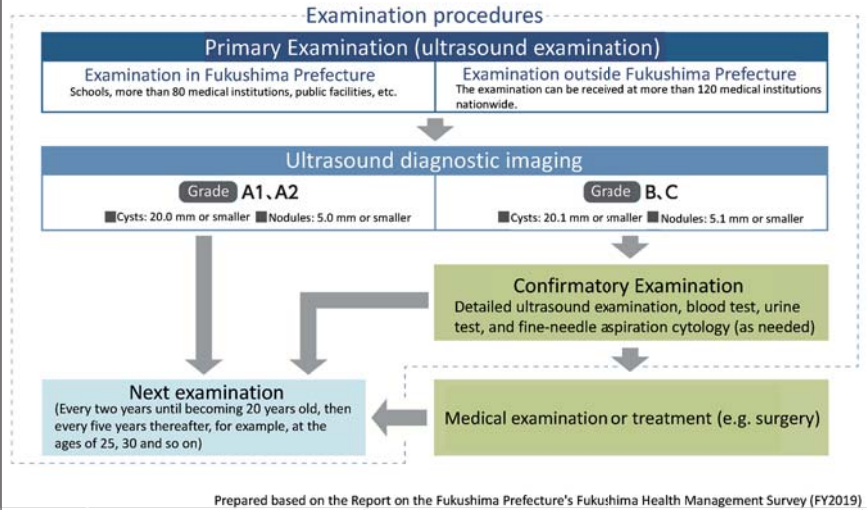 Examination procedures
Primary Examination (ultrasound examination)
Examination in Fukushima Prefecture
Schools, more than 80 medical institutions, public facilities, etc.
Examination outside Fukushima Prefecture
The examination can be received at more than 120 medical institutions
nationwide.
Ultrasound diagnostic imaging
Grade A1、A2
■Cysts: 20.0 mm or smaller ■Nodules: 5.0 mm or smaller
Grade B、C
■Cysts: 20.1 mm or smaller ■Nodules: 5.1 mm or smaller
Confirmatory Examination
Detailed ultrasound examination, blood test, urine
test, and fine-needle aspiration cytology (as needed)
Next examination
(Every two years until becoming 20 years old, then
every five years thereafter, for example, at the
ages of 25, 30 and so on)
Medical examination or treatment (e.g. surgery)
Prepared based on the Report on the Fukushima Prefecture's Fukushima Health Management Survey (FY2019)